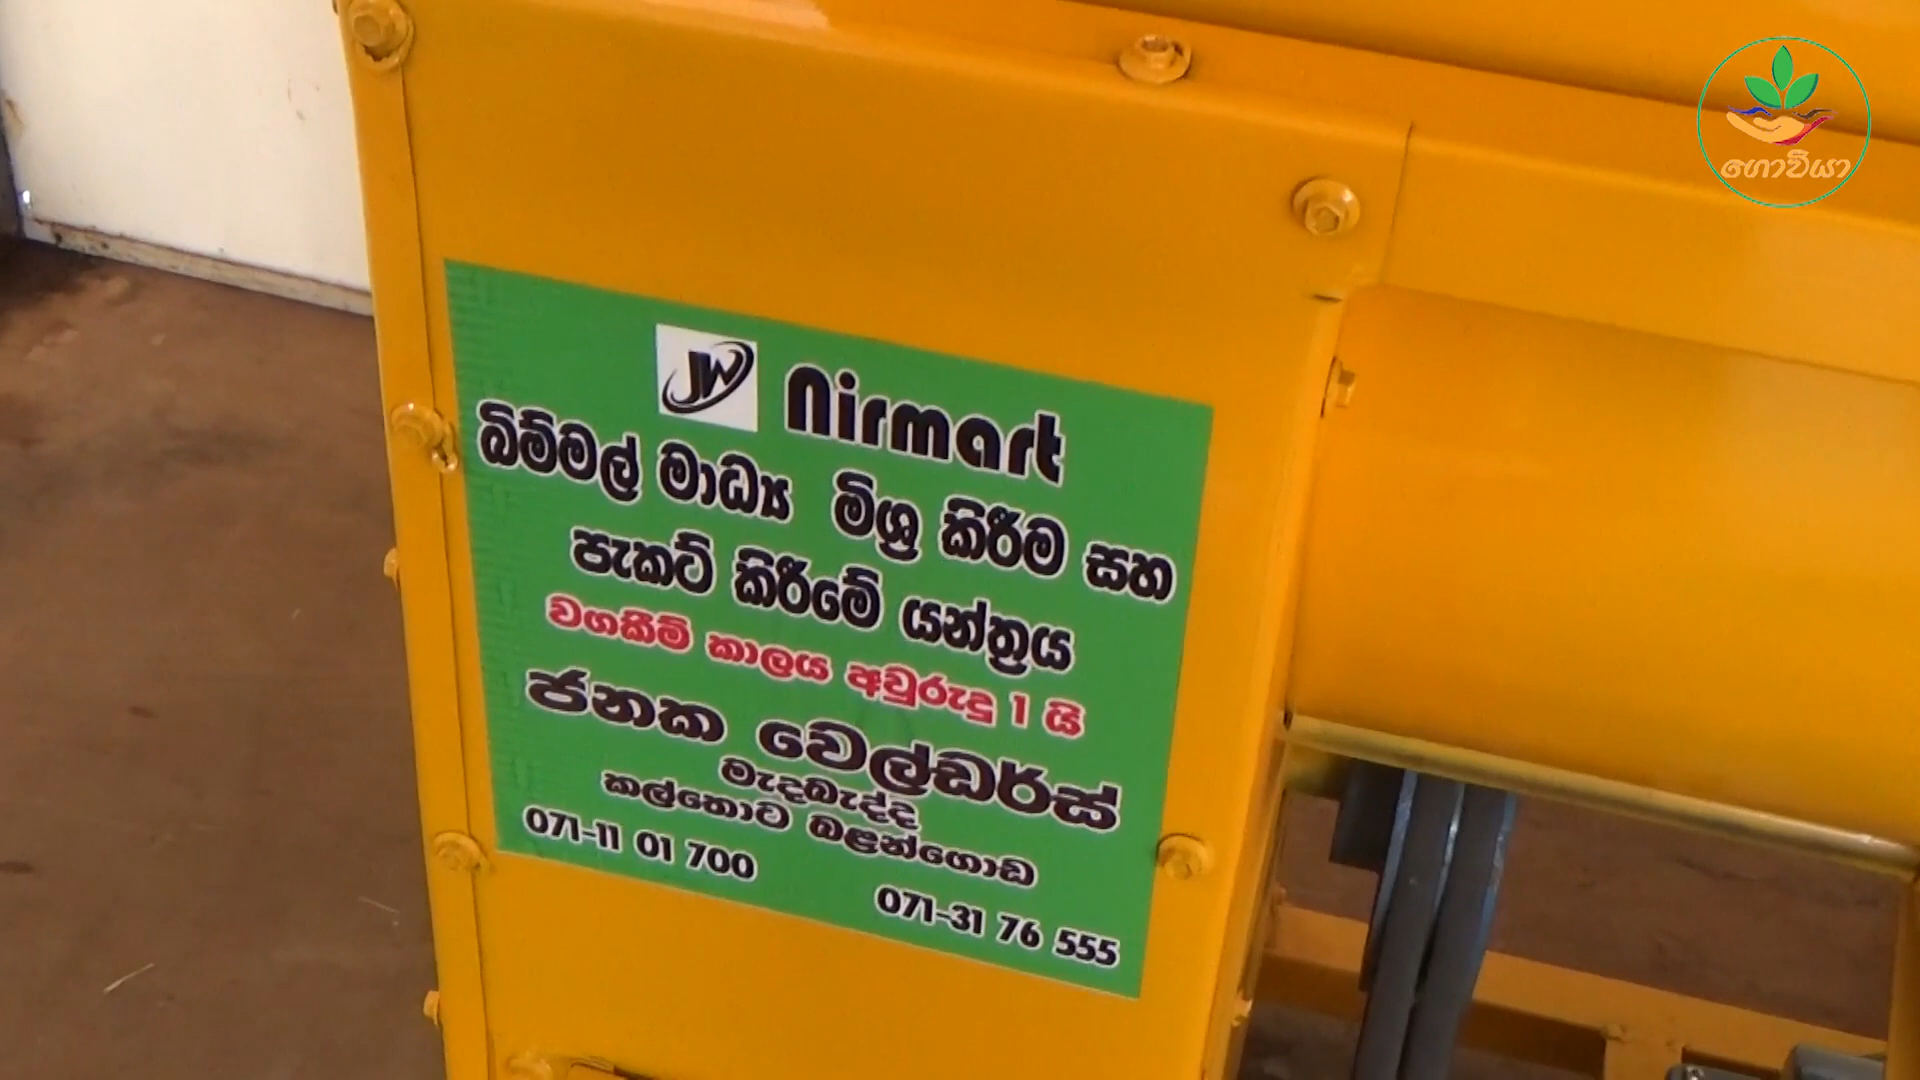 ගොවියා
JW Nirmart
බිම්මල් මාධ්‍ය මිශ්‍ර කිරීම සහ
පැකට් කිරීමේ යන්ත්‍රය
වගකීම් කාලය අවුරුදු 1 යි
ජනක වෙල්ඩර්ස්
මැදබැද්ද
කල්තොට බළන්ගොඩ
071-11 01 700
071-31 76 555